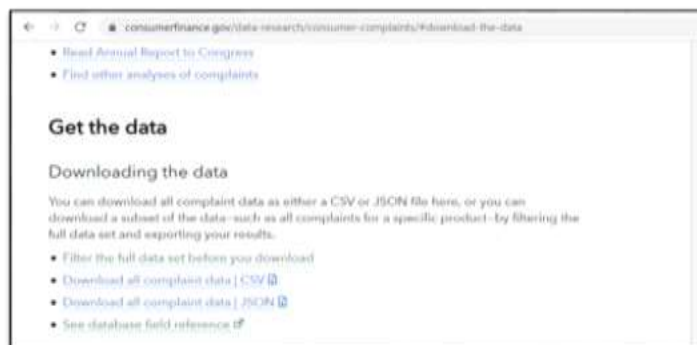 consumerfinance.gov/data-research/consumer-complaints/#download-the-data
Read Annual Report to Congress
Find other analyses of complaints
Get the data
Downloading the data
You can download all complaint data as either a CSV or JSON file here, or you can
download a subset of the data–such as all complaints for a specific product–by filtering the
full data set and exporting your results.
Filter the full data set before you download
Download all complaint data | CSV
Download all complaint data | JSON
See database field reference